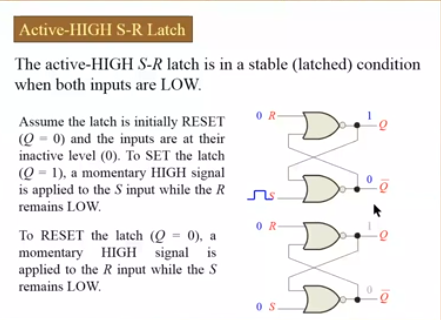 Active-HIGH S-R Latch
The active-HIGH S-R latch is in a stable (latched) condition
when both inputs are LOW.
Assume the latch is initially RESET
(Q = 0) and the inputs are at their
inactive level (0). To SET the latch
(Q = 1), a momentary HIGH signal
is applied to the S input while the R
remains LOW.
To RESET the latch (Q = 0), a
momentary HIGH signal is
applied to the R input while the S
remains LOW.
0 R 1 Q
S 0 Q̅
0 R 1 Q
0 S 0 Q̅